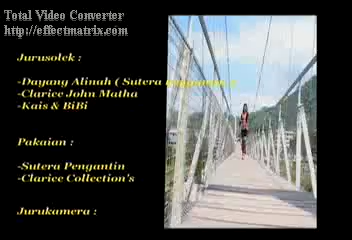 Total Video Converter
http://effectmatrix.com
Jurusolek :
-Dayang Alinah ( Sutera
-Clarice John Matha
-Kais & BiBi
Pakaian :
-Sutera Pengantin
-Clarice Collection's
Jurukamera :